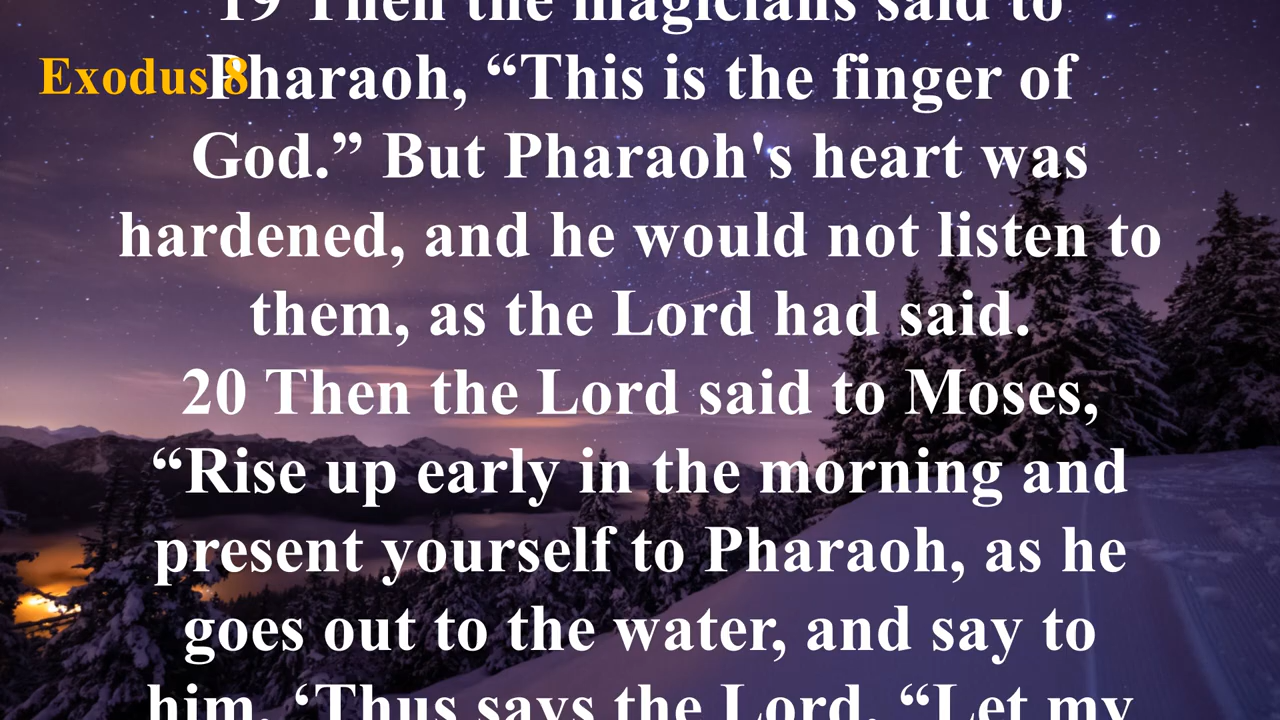 19 Then the magicians said to
Exodus 8
Pharaoh, “This is the finger of
God.” But Pharaoh's heart was
hardened, and he would not listen to
them, as the Lord had said.
20 Then the Lord said to Moses,
“Rise up early in the morning and
present yourself to Pharaoh, as he
goes out to the water, and say to
him, ‘Thus says the Lord, “Let my